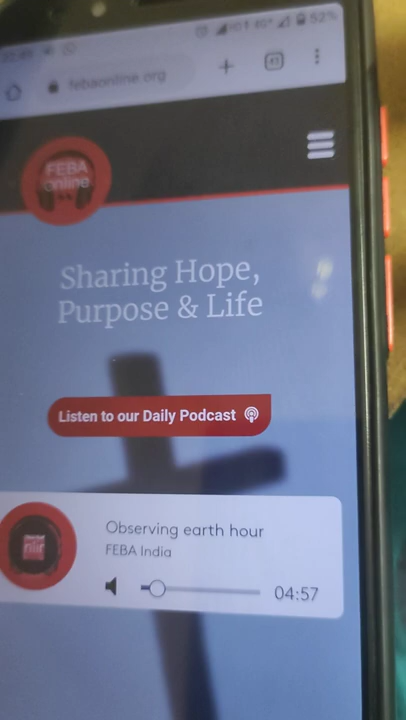 52%
febaonline.org
FEBA
online
Sharing Hope,
Purpose & Life
Listen to our Daily Podcast
Observing earth hour
FEBA India
04:57